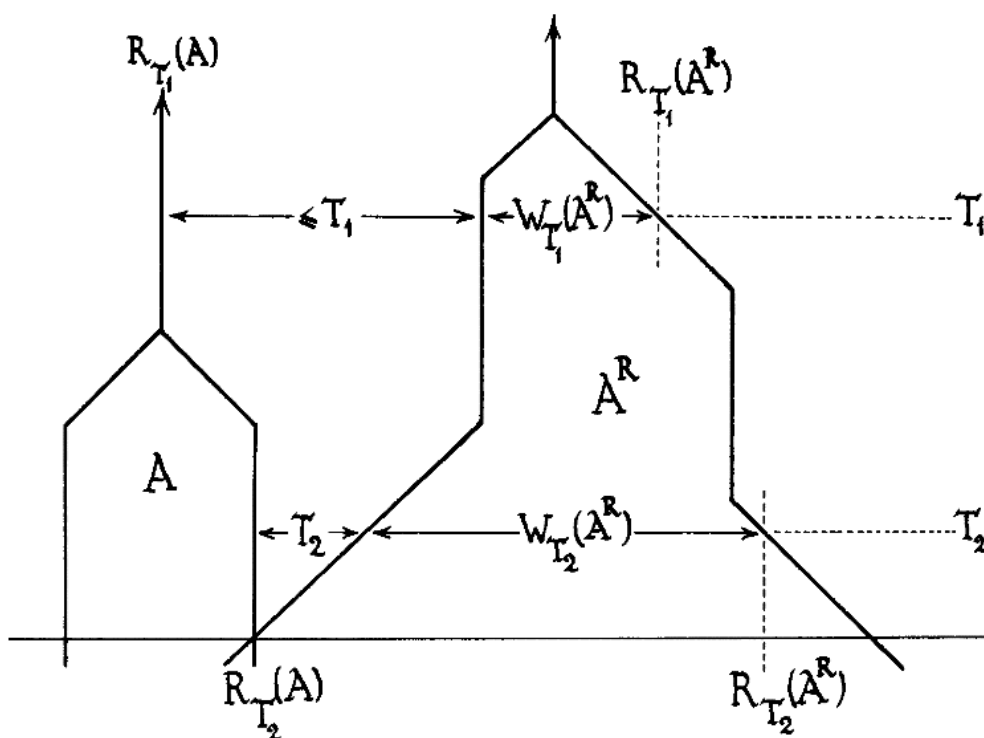 R_{T_1}(A)
R_{T_1}(A^R)
≤ T_1
W_{T_1}(A^R)
T_1
A^R
A
T_2
W_{T_2}(A^R)
T_2
R_{T_2}(A)
R_{T_2}(A^R)